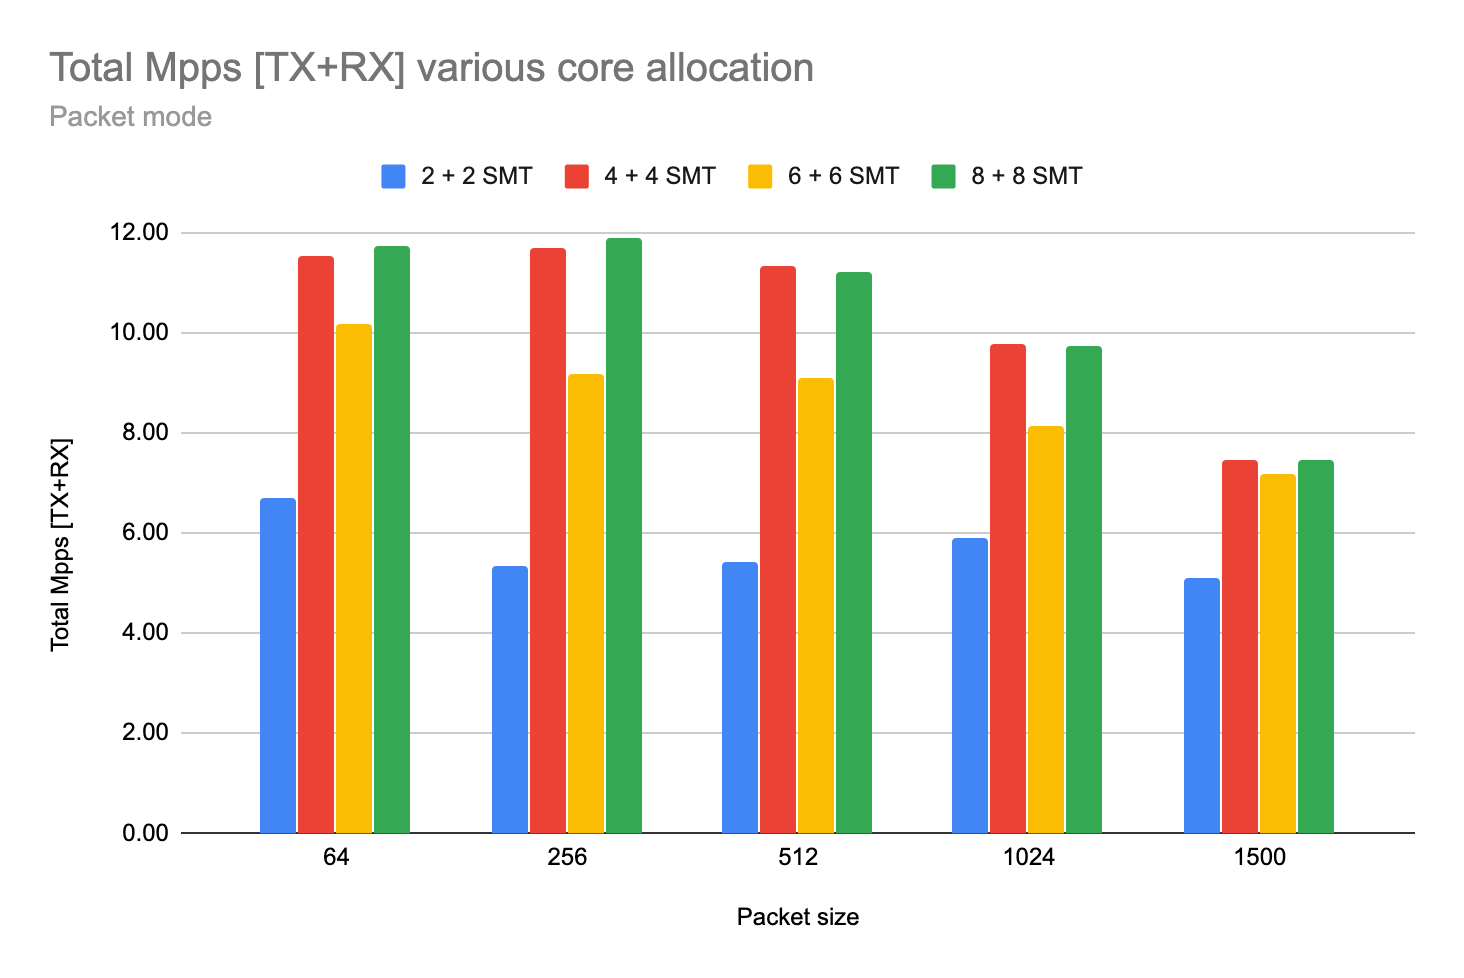 Total Mpps [TX+RX] various core allocation
Packet mode
2 + 2 SMT 4 + 4 SMT 6 + 6 SMT 8 + 8 SMT
12.00
10.00
8.00
6.00
4.00
2.00
0.00
Total Mpps [TX+RX]
64 256 512 1024 1500
Packet size